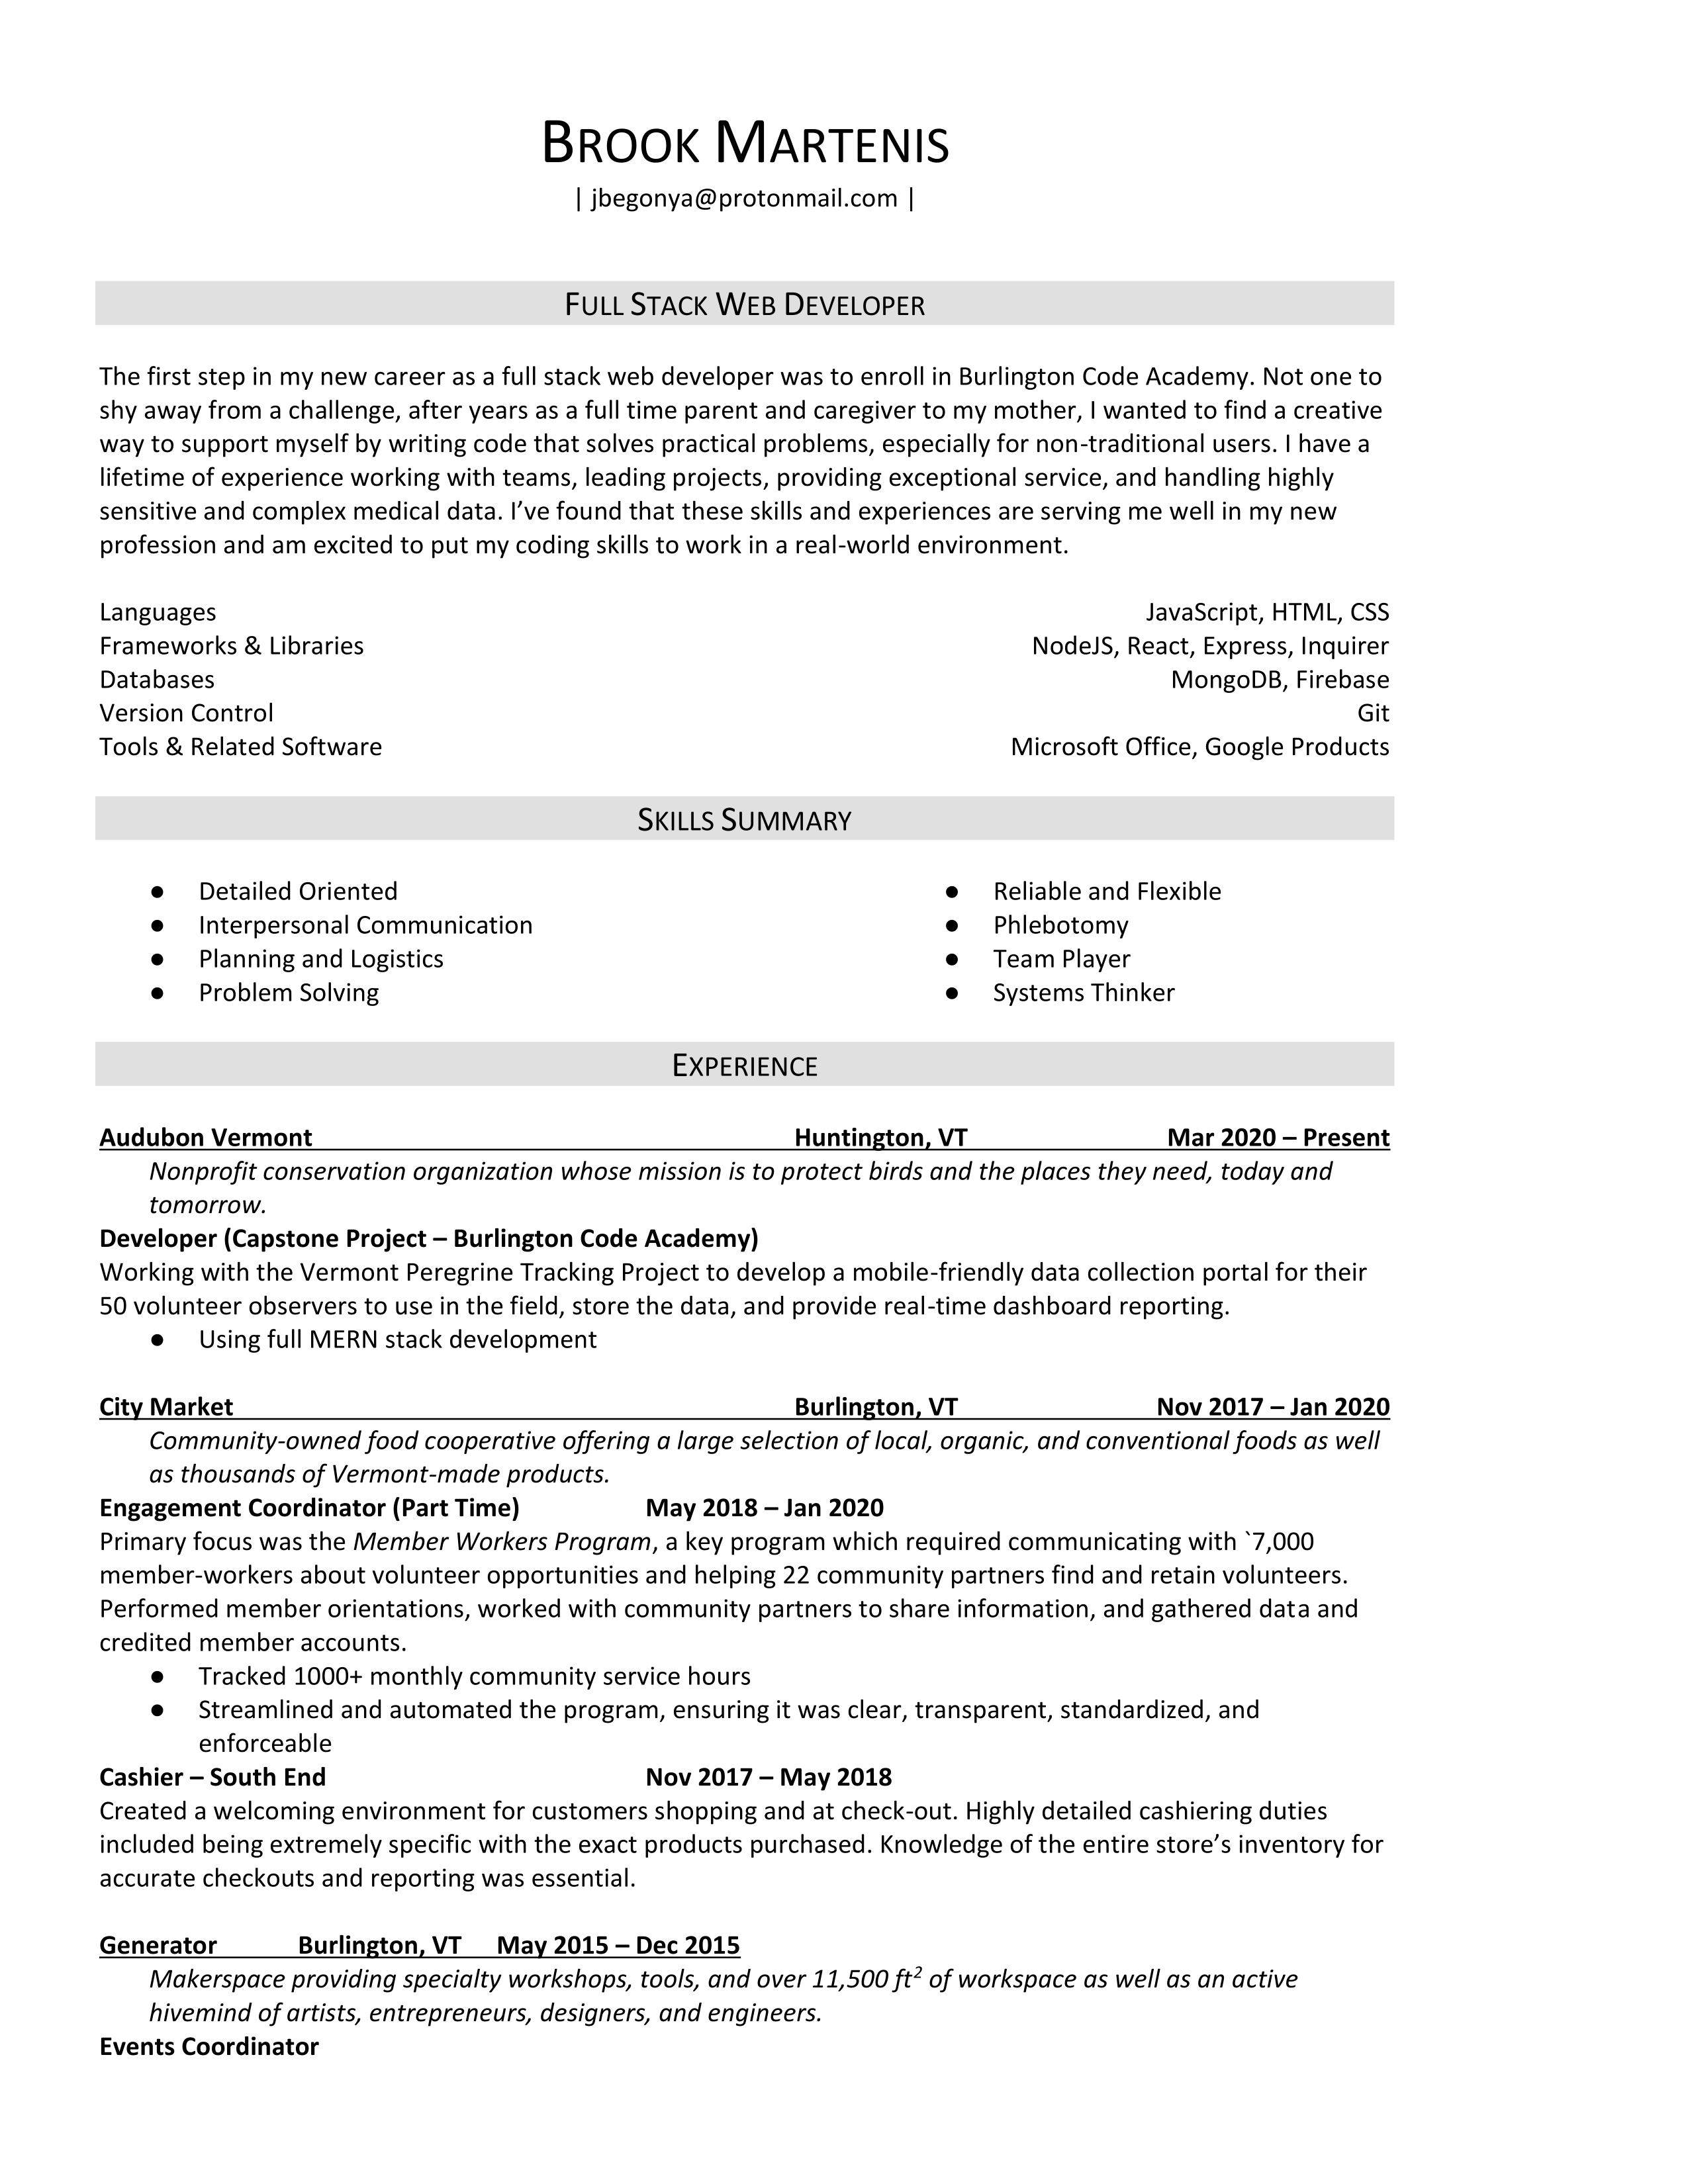 Brook Martenis
| jbegonya@protonmail.com |
Full Stack Web Developer
The first step in my new career as a full stack web developer was to enroll in Burlington Code Academy. Not one to
shy away from a challenge, after years as a full time parent and caregiver to my mother, I wanted to find a creative
way to support myself by writing code that solves practical problems, especially for non-traditional users. I have a
lifetime of experience working with teams, leading projects, providing exceptional service, and handling highly
sensitive and complex medical data. I’ve found that these skills and experiences are serving me well in my new
profession and am excited to put my coding skills to work in a real-world environment.
Languages JavaScript, HTML, CSS
Frameworks & Libraries NodeJS, React, Express, Inquirer
Databases MongoDB, Firebase
Version Control Git
Tools & Related Software Microsoft Office, Google Products
Skills Summary
● Detailed Oriented ● Reliable and Flexible
● Interpersonal Communication ● Phlebotomy
● Planning and Logistics ● Team Player
● Problem Solving ● Systems Thinker
Experience
Audubon Vermont Huntington, VT Mar 2020 – Present
Nonprofit conservation organization whose mission is to protect birds and the places they need, today and
tomorrow.
Developer (Capstone Project – Burlington Code Academy)
Working with the Vermont Peregrine Tracking Project to develop a mobile-friendly data collection portal for their
50 volunteer observers to use in the field, store the data, and provide real-time dashboard reporting.
● Using full MERN stack development
City Market Burlington, VT Nov 2017 – Jan 2020
Community-owned food cooperative offering a large selection of local, organic, and conventional foods as well
as thousands of Vermont-made products.
Engagement Coordinator (Part Time) May 2018 – Jan 2020
Primary focus was the Member Workers Program, a key program which required communicating with `7,000
member-workers about volunteer opportunities and helping 22 community partners find and retain volunteers.
Performed member orientations, worked with community partners to share information, and gathered data and
credited member accounts.
● Tracked 1000+ monthly community service hours
● Streamlined and automated the program, ensuring it was clear, transparent, standardized, and
enforceable
Cashier – South End Nov 2017 – May 2018
Created a welcoming environment for customers shopping and at check-out. Highly detailed cashiering duties
included being extremely specific with the exact products purchased. Knowledge of the entire store’s inventory for
accurate checkouts and reporting was essential.
Generator Burlington, VT May 2015 – Dec 2015
Makerspace providing specialty workshops, tools, and over 11,500 ft² of workspace as well as an active
hivemind of artists, entrepreneurs, designers, and engineers.
Events Coordinator